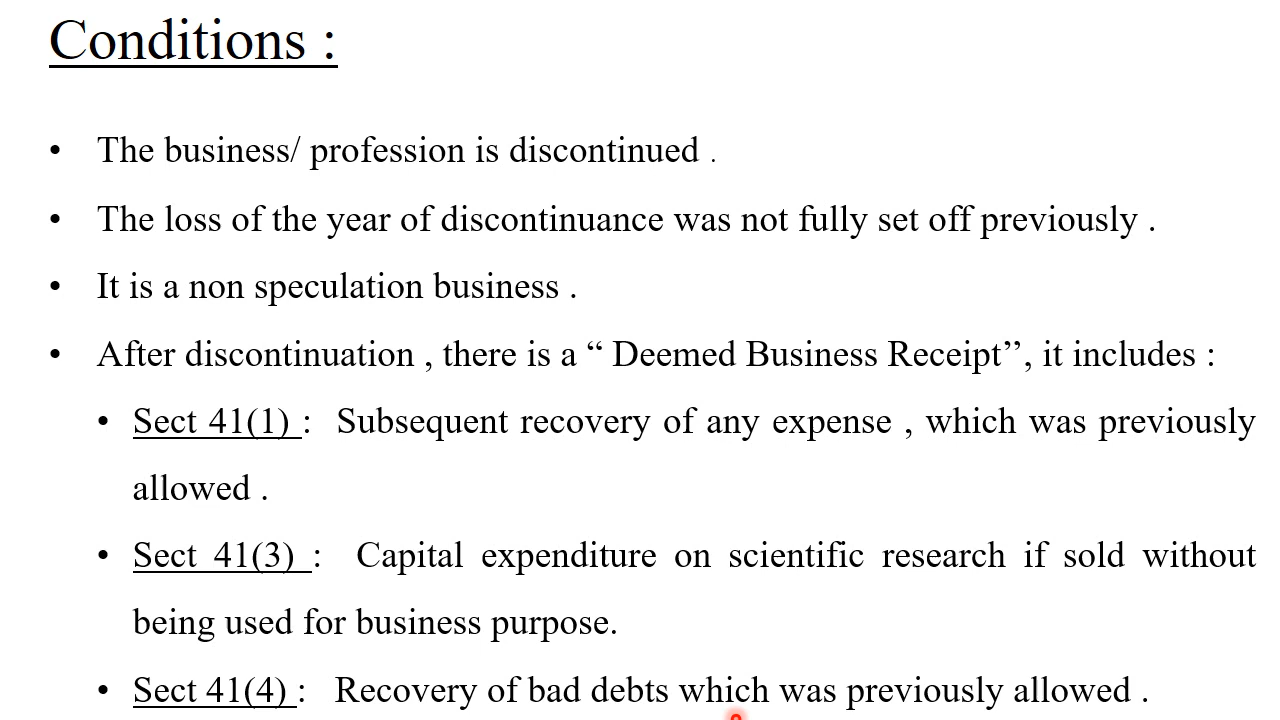 Conditions :
• The business/ profession is discontinued .
• The loss of the year of discontinuance was not fully set off previously .
• It is a non speculation business .
• After discontinuation , there is a “ Deemed Business Receipt’’, it includes :
• Sect 41(1) : Subsequent recovery of any expense , which was previously
allowed .
• Sect 41(3) : Capital expenditure on scientific research if sold without
being used for business purpose.
• Sect 41(4) : Recovery of bad debts which was previously allowed .